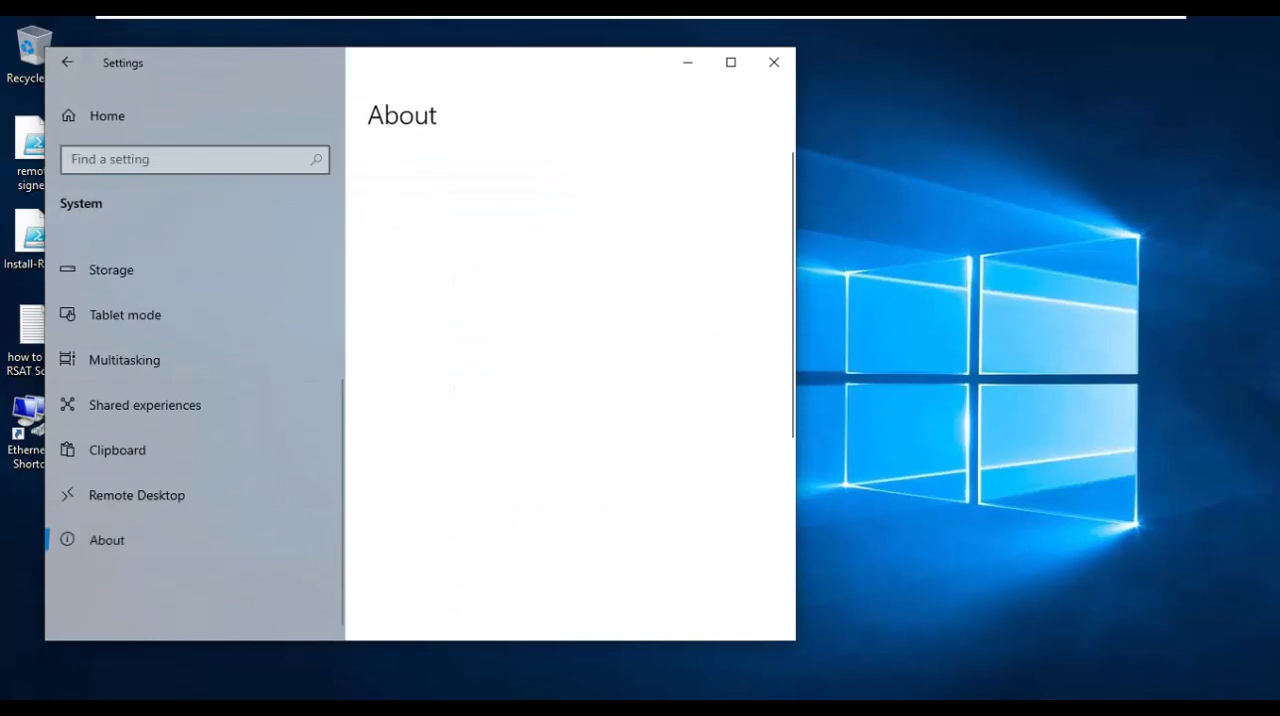 Recycle
remot
signe
Install-R
how to
RSAT Sc
Etherne
Shortc
Settings
Home
Find a setting
System
Storage
Tablet mode
Multitasking
Shared experiences
Clipboard
Remote Desktop
About
About